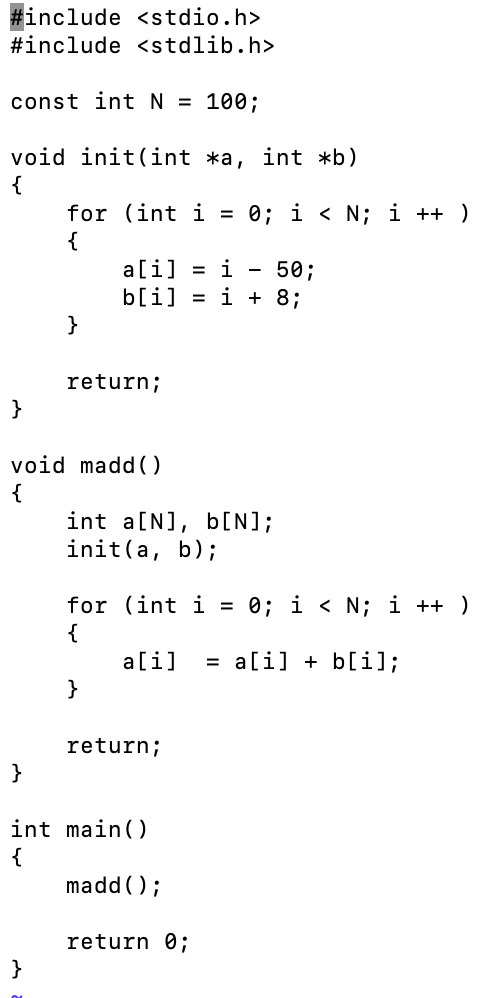 #include <stdio.h>
#include <stdlib.h>

const int N = 100;

void init(int *a, int *b)
{
    for (int i = 0; i < N; i ++ )
    {
        a[i] = i - 50;
        b[i] = i + 8;
    }

    return;
}

void madd()
{
    int a[N], b[N];
    init(a, b);

    for (int i = 0; i < N; i ++ )
    {
        a[i]  = a[i] + b[i];
    }

    return;
}

int main()
{
    madd();

    return 0;
}
~